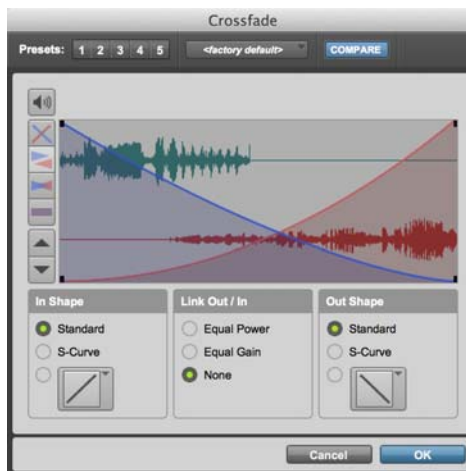 Crossfade
Presets: 1 2 3 4 5 <factory default> COMPARE
In Shape Link Out / In Out Shape
Standard Equal Power Standard
S-Curve Equal Gain S-Curve
None
Cancel OK